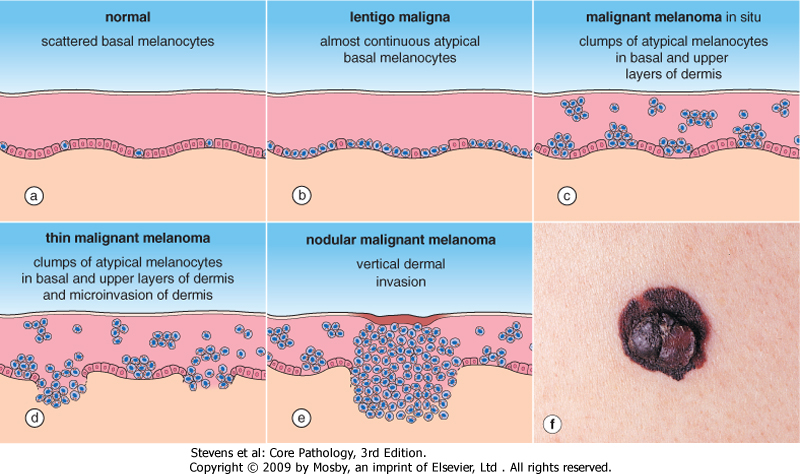 normal
scattered basal melanocytes
a
lentigo maligna
almost continuous atypical
basal melanocytes
b
malignant melanoma in situ
clumps of atypical melanocytes
in basal and upper
layers of dermis
c
thin malignant melanoma
clumps of atypical melanocytes
in basal and upper layers of dermis
and microinvasion of dermis
d
nodular malignant melanoma
vertical dermal
invasion
e
f
Stevens et al: Core Pathology, 3rd Edition.
Copyright © 2009 by Mosby, an imprint of Elsevier, Ltd . All rights reserved.